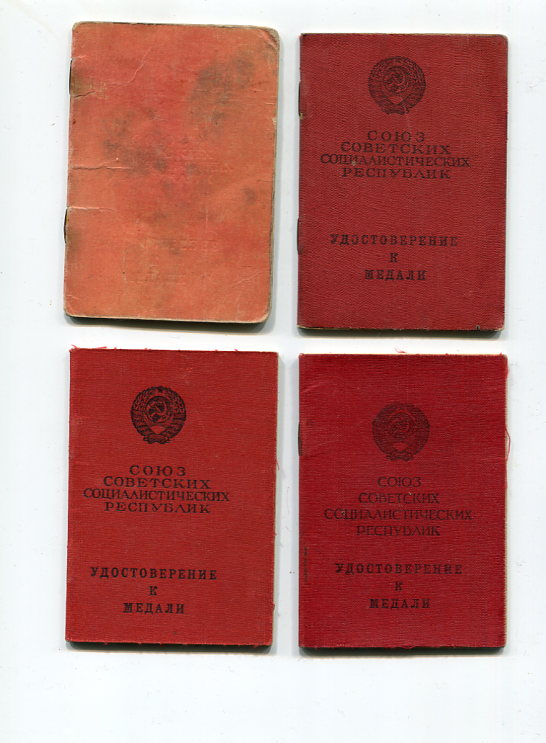 СОЮЗ
СОВЕТСКИХ
СОЦИАЛИСТИЧЕСКИХ
РЕСПУБЛИК
УДОСТОВЕРЕНИЕ
К
МЕДАЛИ
СОЮЗ
СОВЕТСКИХ
СОЦИАЛИСТИЧЕСКИХ
РЕСПУБЛИК
УДОСТОВЕРЕНИЕ
К
МЕДАЛИ
СОЮЗ
СОВЕТСКИХ
СОЦИАЛИСТИЧЕСКИХ
РЕСПУБЛИК
УДОСТОВЕРЕНИЕ
К
МЕДАЛИ